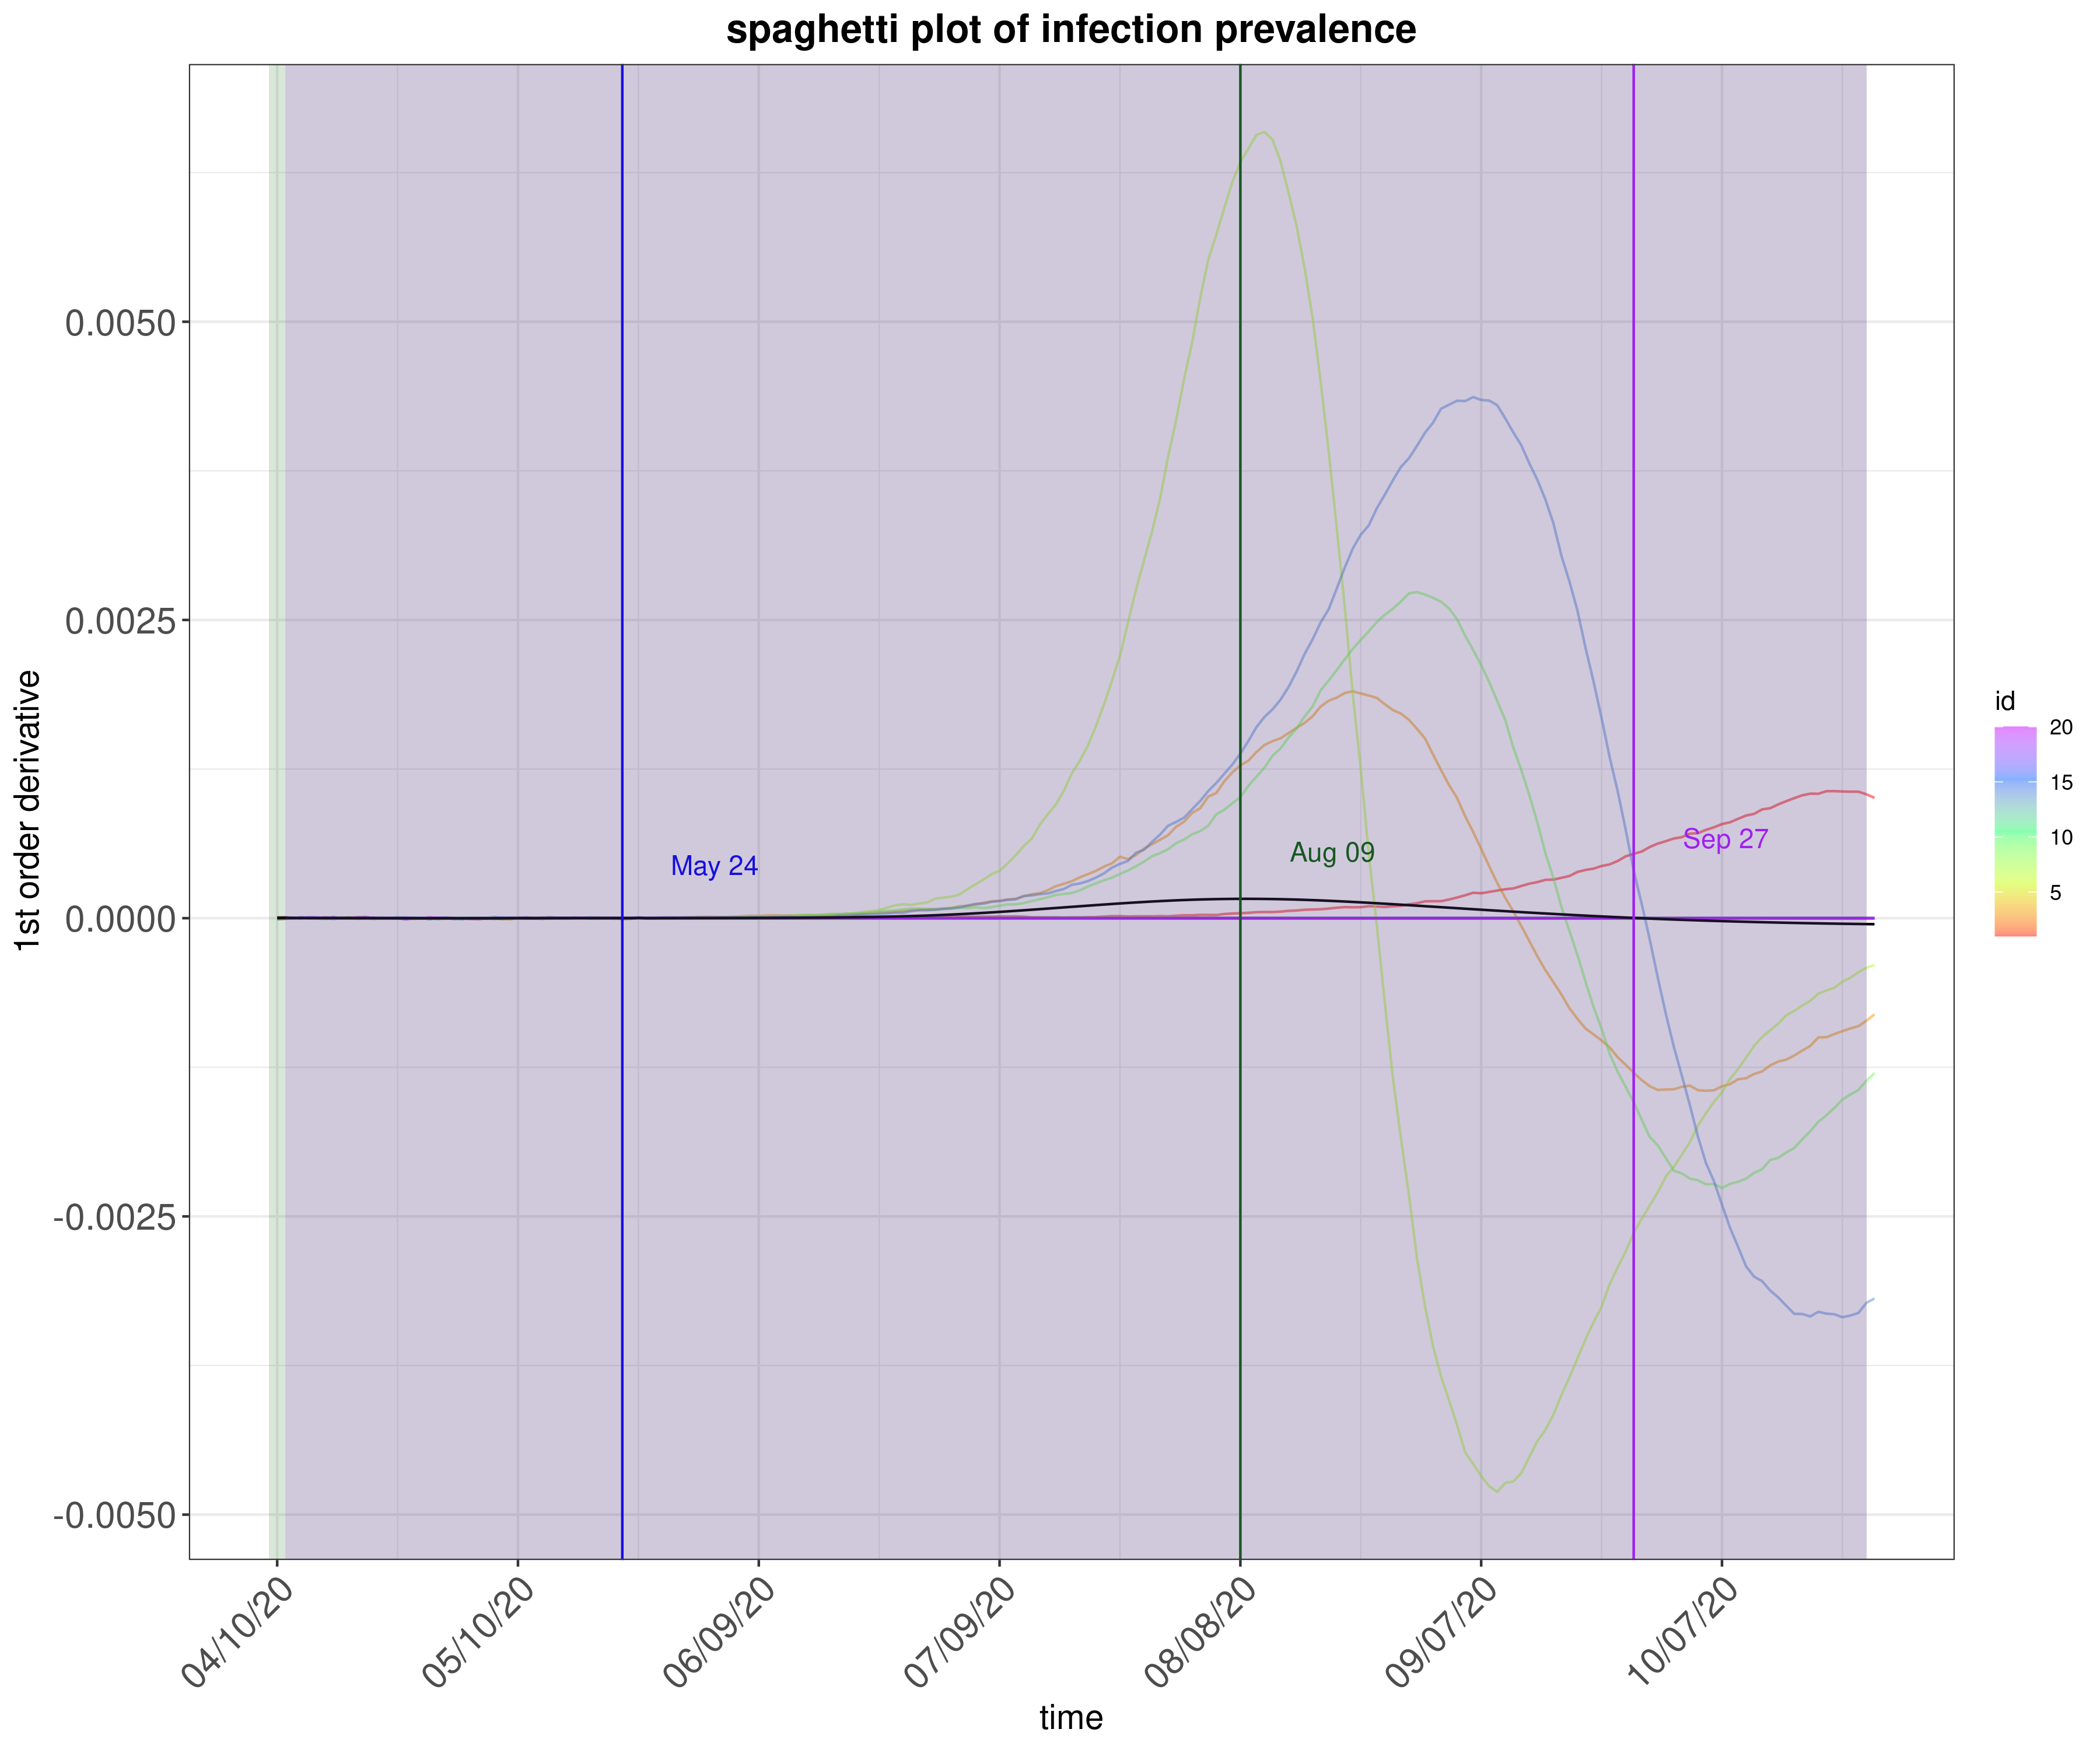 spaghetti plot of infection prevalence
1st order derivative
0.0050
0.0025
0.0000
-0.0025
-0.0050
May 24
Aug 09
Sep 27
04/10/20
05/10/20
06/09/20
07/09/20
08/08/20
09/07/20
10/07/20
time
id
20
15
10
5